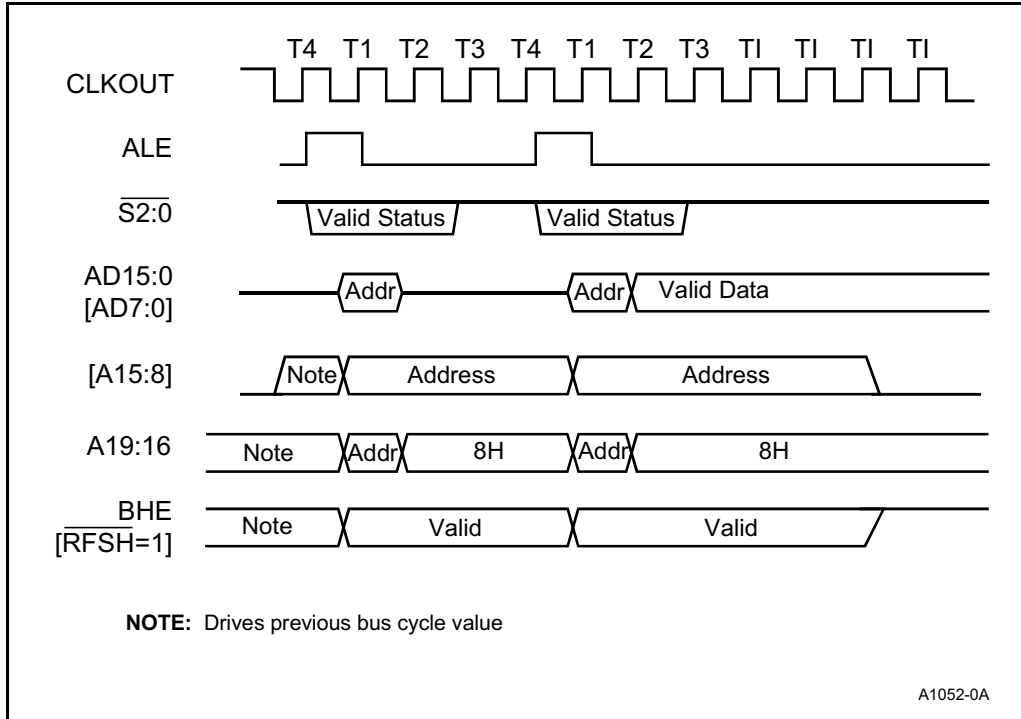 T4 T1 T2 T3 T4 T1 T2 T3 TI TI TI TI
CLKOUT
ALE
S2:0
Valid Status Valid Status
AD15:0
[AD7:0]
Addr Addr Valid Data
[A15:8]
Note Address Address
A19:16
Note Addr 8H Addr 8H
BHE
[RFSH=1]
Note Valid Valid
NOTE: Drives previous bus cycle value
A1052-0A